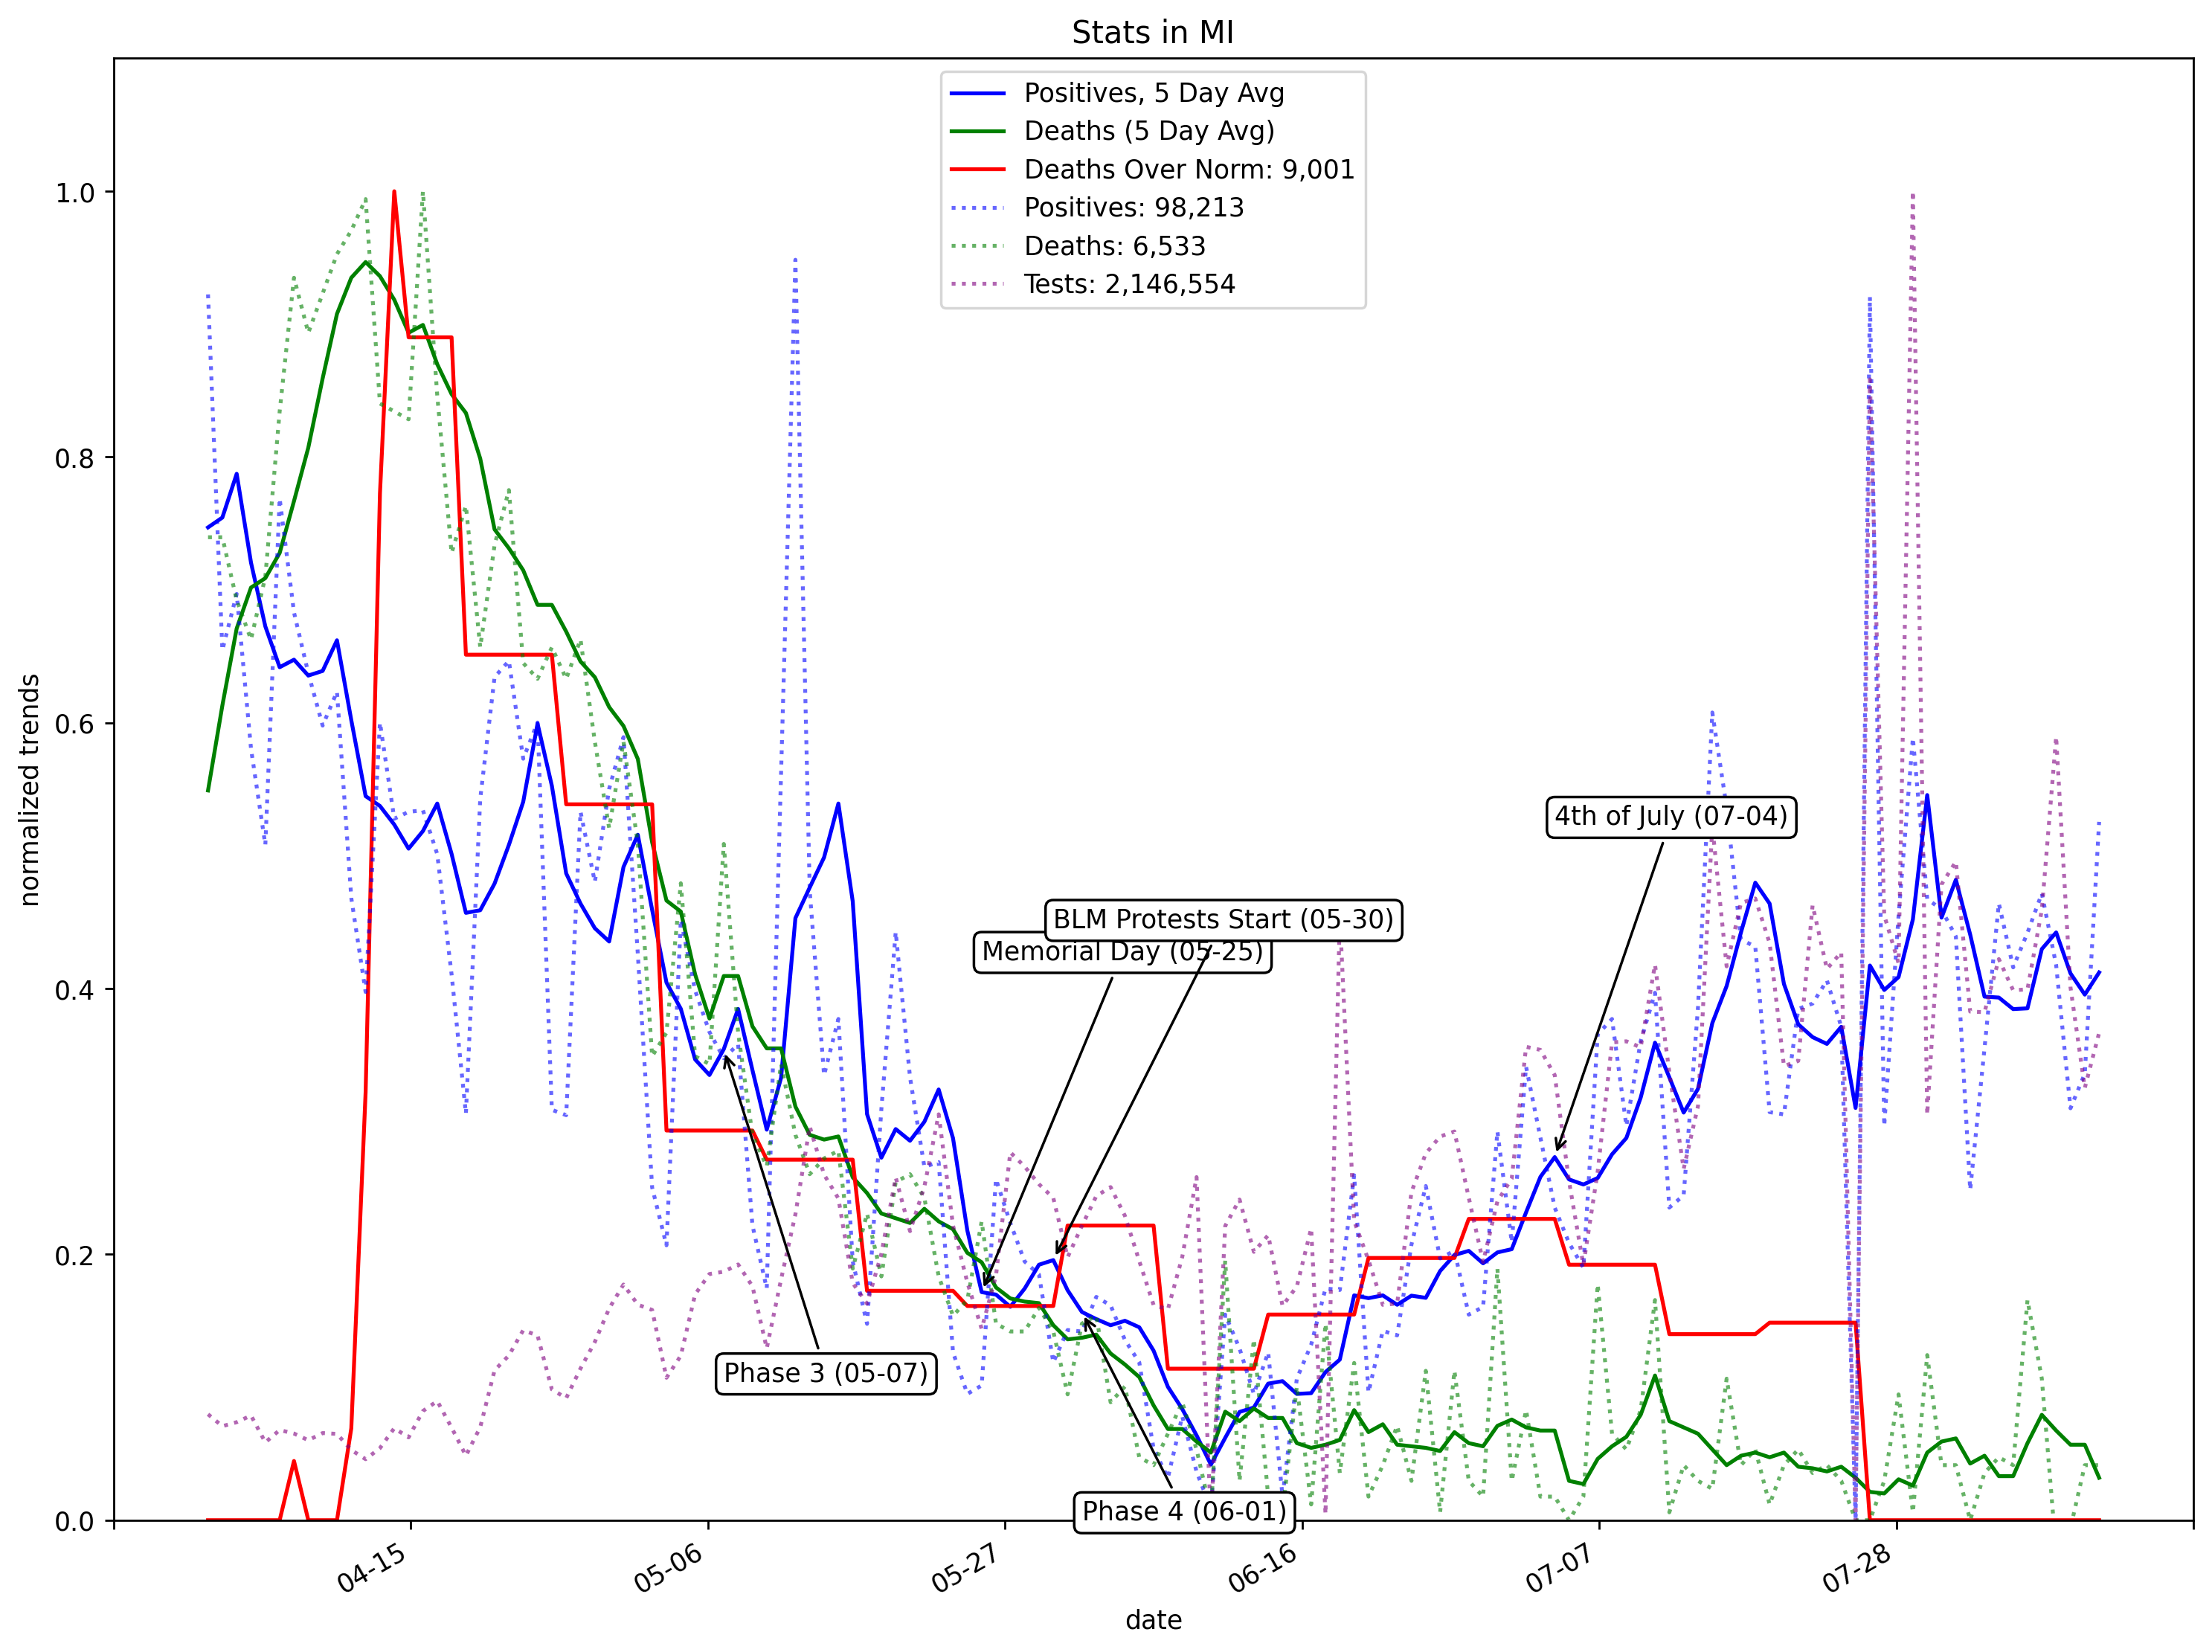 Stats in MI
Positives, 5 Day Avg
Deaths (5 Day Avg)
Deaths Over Norm: 9,001
Positives: 98,213
Deaths: 6,533
Tests: 2,146,554
1.0
0.8
0.6
0.4
0.2
0.0
normalized trends
4th of July (07-04)
BLM Protests Start (05-30)
Memorial Day (05-25)
Phase 3 (05-07)
Phase 4 (06-01)
04-15
05-06
05-27
06-16
07-07
07-28
date